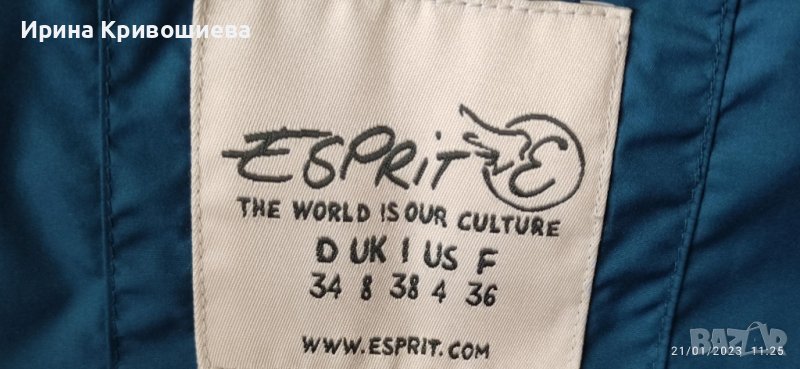 Ирина Кривошиева
ESPRIT E
THE WORLD IS OUR CULTURE
D UK I US F
34 8 38 4 36
WWW.ESPRIT.COM
BAZAR
21/01/2023 11:25